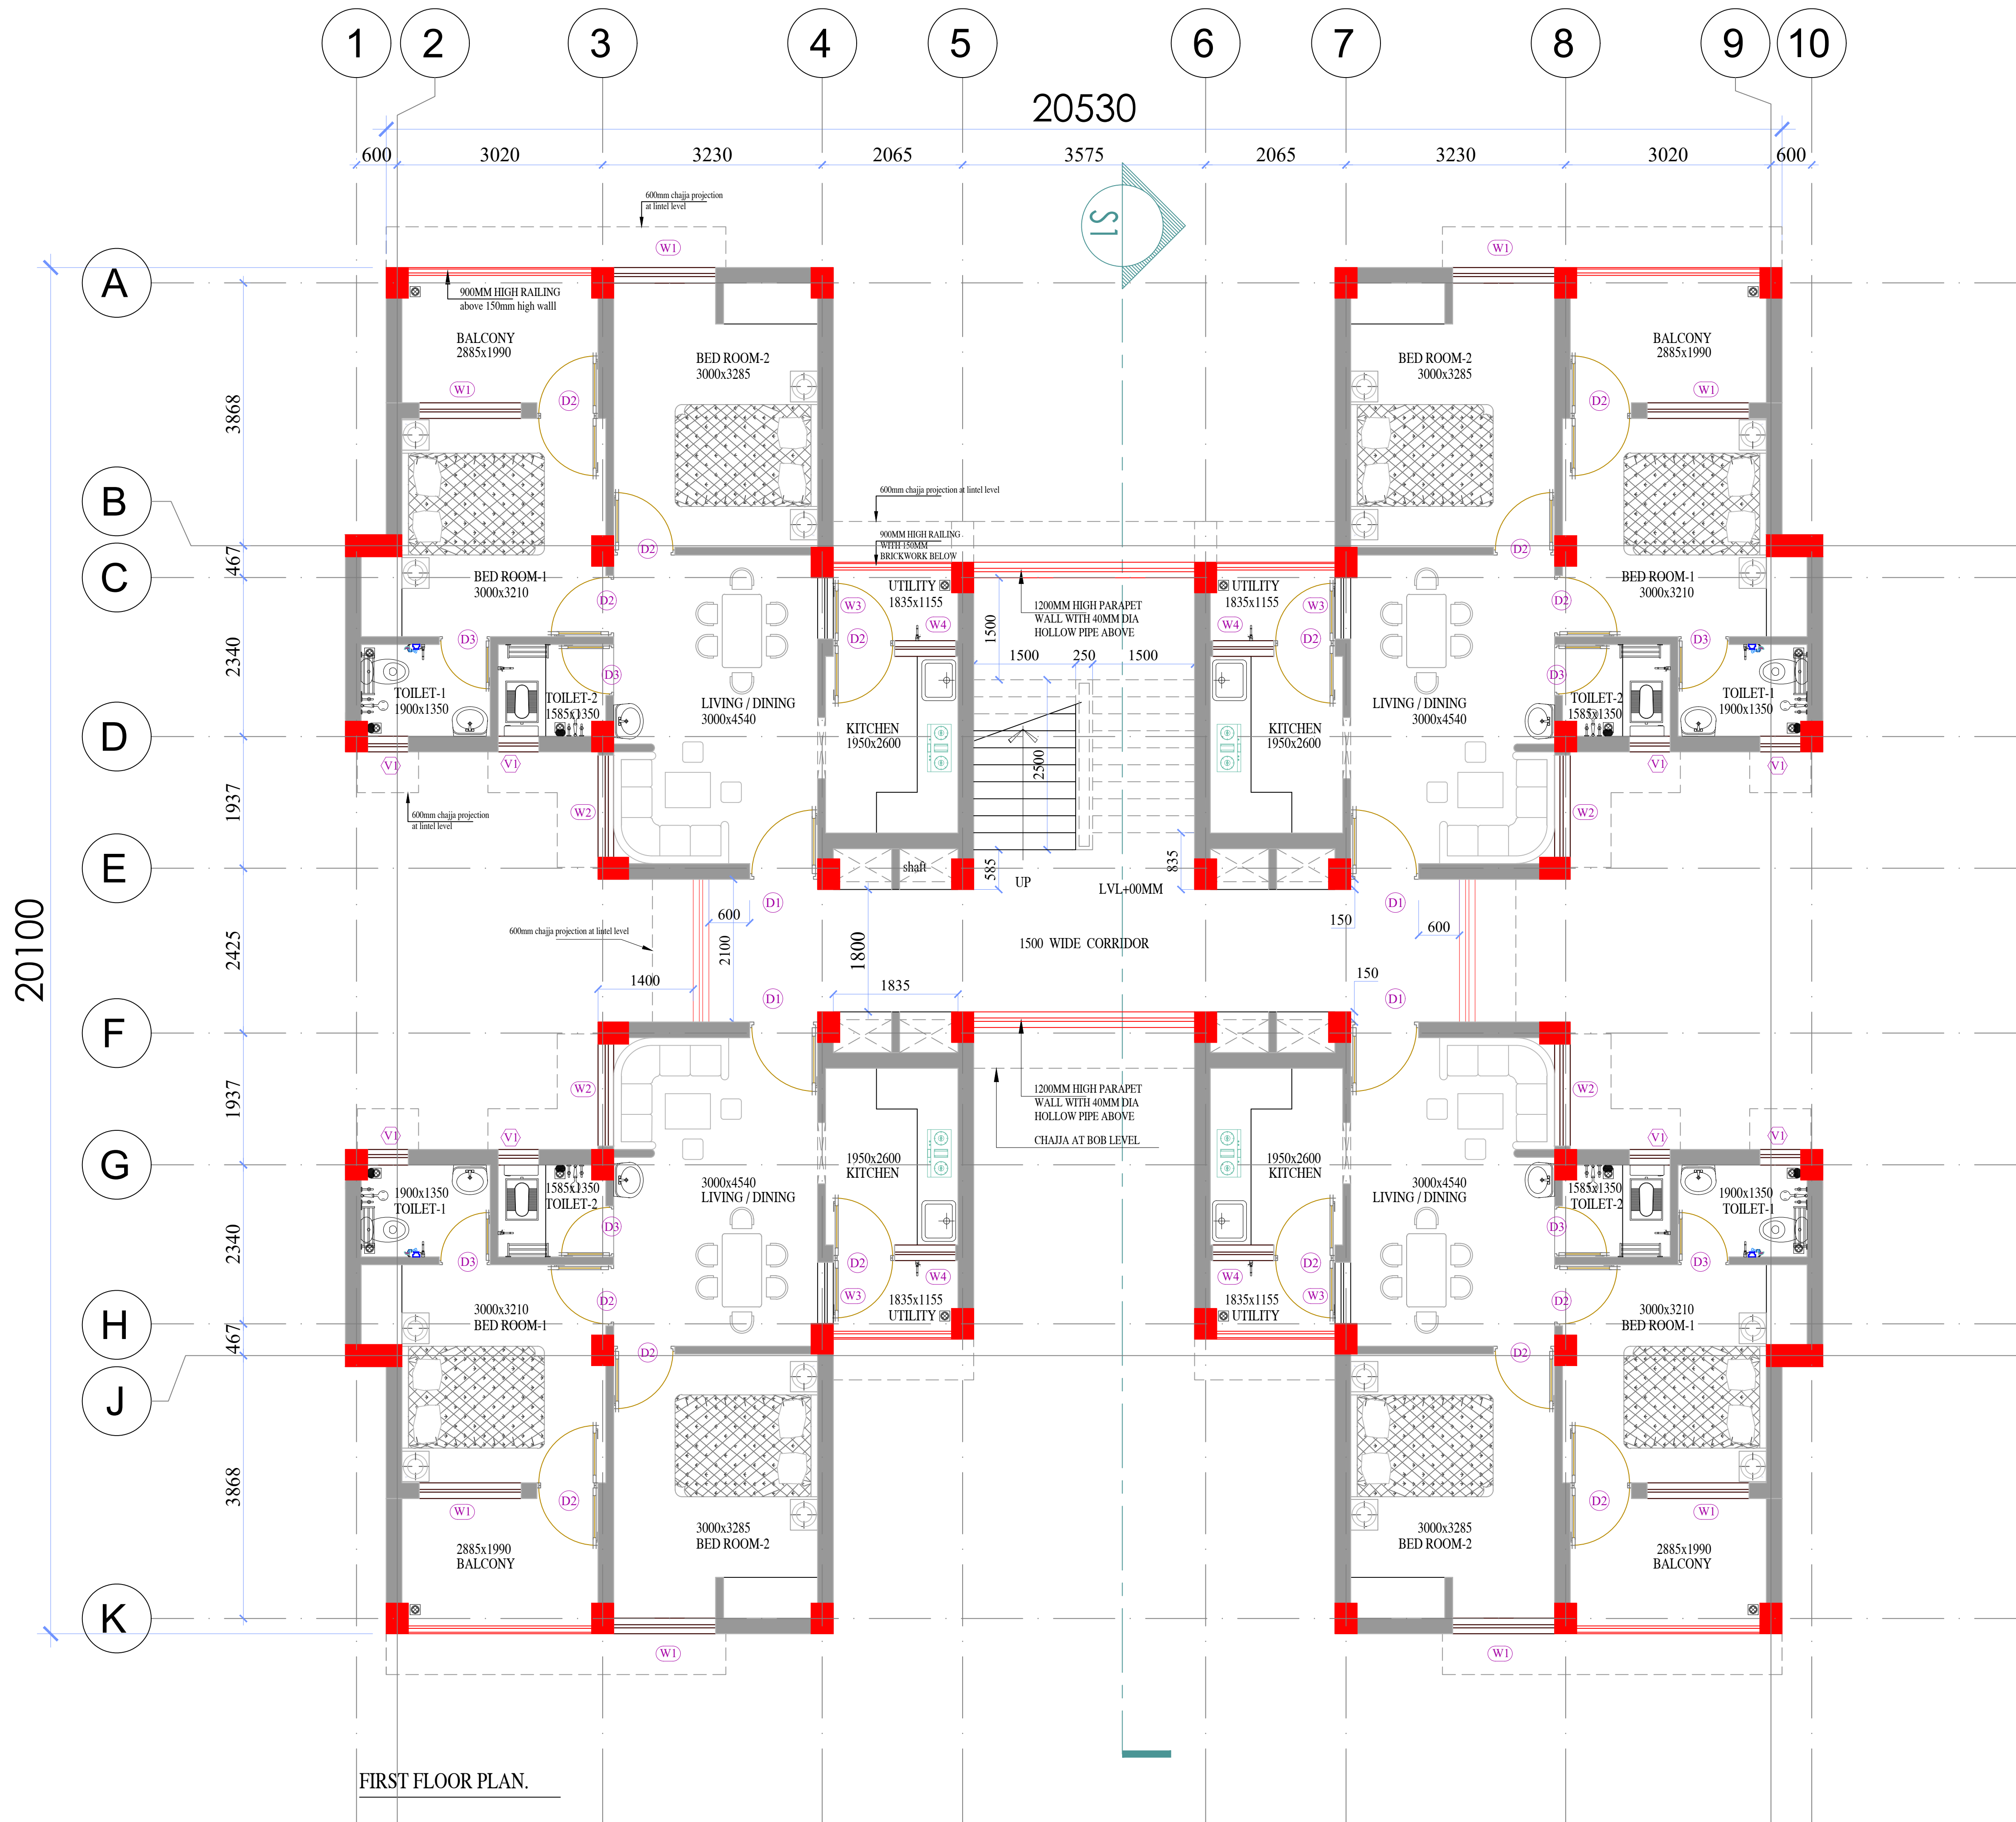 1 2 3 4 5 6 7 8 9 10
20530
600 3020 3230 2065 3575 2065 3230 3020 600
600mm chajja projection
at lintel level
S1
W1 W1
A
900MM HIGH RAILING
above 150mm high walll
BALCONY
2885x1990
BED ROOM-2
3000x3285
BED ROOM-2
3000x3285
BALCONY
2885x1990
W1 D2 D2 W1
3868
B
600mm chajja projection at lintel level
900MM HIGH RAILING
WITH 150MM
BRICKWORK BELOW
D2 D2
467
C
BED ROOM-1
3000x3210
D2
UTILITY
1835x1155
W3
D2
W4
1500
1200MM HIGH PARAPET
WALL WITH 40MM DIA
HOLLOW PIPE ABOVE
UTILITY
1835x1155
W3
W4
D2
D2
BED ROOM-1
3000x3210
2340
1500 250 1500
D3 D3 D3 D3
TOILET-1
1900x1350
TOILET-2
1585x1350
LIVING / DINING
3000x4540
KITCHEN
1950x2600
KITCHEN
1950x2600
LIVING / DINING
3000x4540
TOILET-2
1585x1350
TOILET-1
1900x1350
D
V1 V1 2500 V1 V1
1937
600mm chajja projection
at lintel level
W2 W2
E
shaft
585
UP
835
LVL+00MM
D1 D1
600 150 600
600mm chajja projection at lintel level
20100
2425
2100
1800
1500 WIDE CORRIDOR
1400 1835 150
D1 D1
F
1937
W2 W2
1200MM HIGH PARAPET
WALL WITH 40MM DIA
HOLLOW PIPE ABOVE
CHAJJA AT BOB LEVEL
V1 V1 V1 V1
G
1900x1350
TOILET-1
1585x1350
TOILET-2
3000x4540
LIVING / DINING
1950x2600
KITCHEN
1950x2600
KITCHEN
3000x4540
LIVING / DINING
1585x1350
TOILET-2
1900x1350
TOILET-1
2340
D3 D3 D3 D3
D2 W4 W4 D2
D2 W3 W3 D2
3000x3210
BED ROOM-1
1835x1155
UTILITY
1835x1155
UTILITY
3000x3210
BED ROOM-1
H
467
D2 D2
J
3868
W1 D2 D2 W1
2885x1990
BALCONY
3000x3285
BED ROOM-2
3000x3285
BED ROOM-2
2885x1990
BALCONY
K
W1 W1
FIRST FLOOR PLAN.